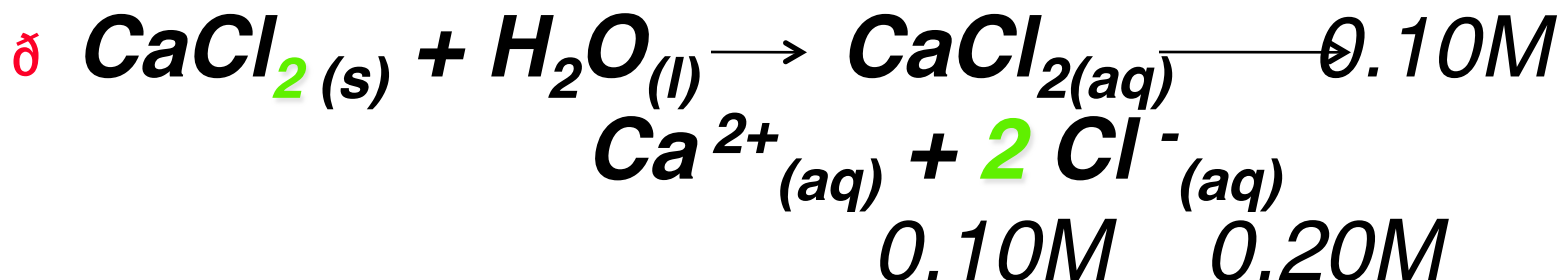 ð CaCl₂ (s) + H₂O(l) → CaCl₂(aq) → 0.10M
Ca ²⁺ (aq) + 2 Cl ⁻ (aq)
0.10M 0.20M